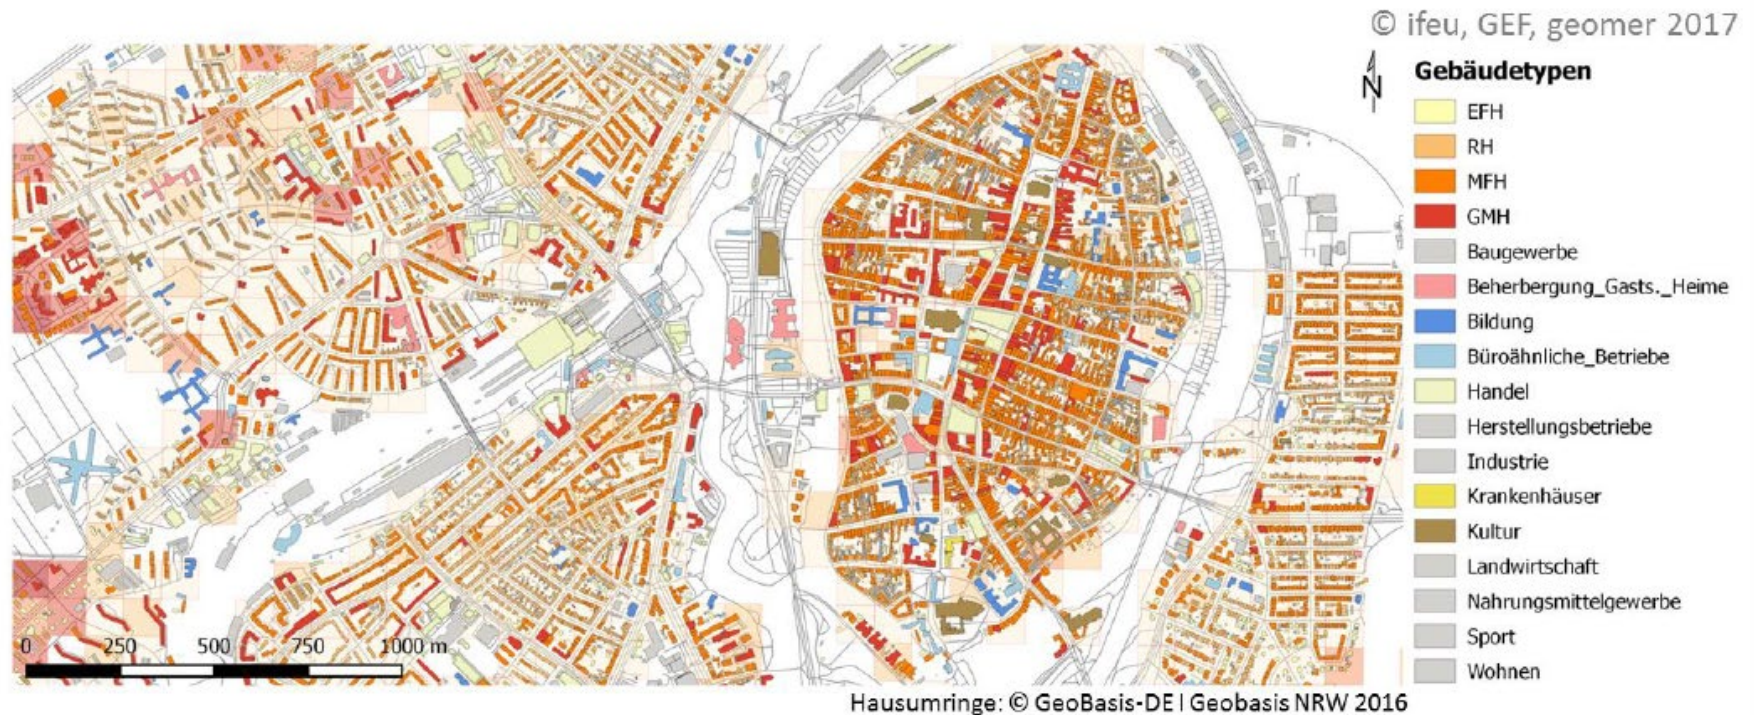 © ifeu, GEF, geomer 2017
N
Gebäudetypen
EFH
RH
MFH
GMH
Baugewerbe
Beherbergung_Gasts._Heime
Bildung
Büroähnliche_Betriebe
Handel
Herstellungsbetriebe
Industrie
Krankenhäuser
Kultur
Landwirtschaft
Nahrungsmittelgewerbe
Sport
Wohnen
0 250 500 750 1000 m
Hausumringe: © GeoBasis-DE | Geobasis NRW 2016